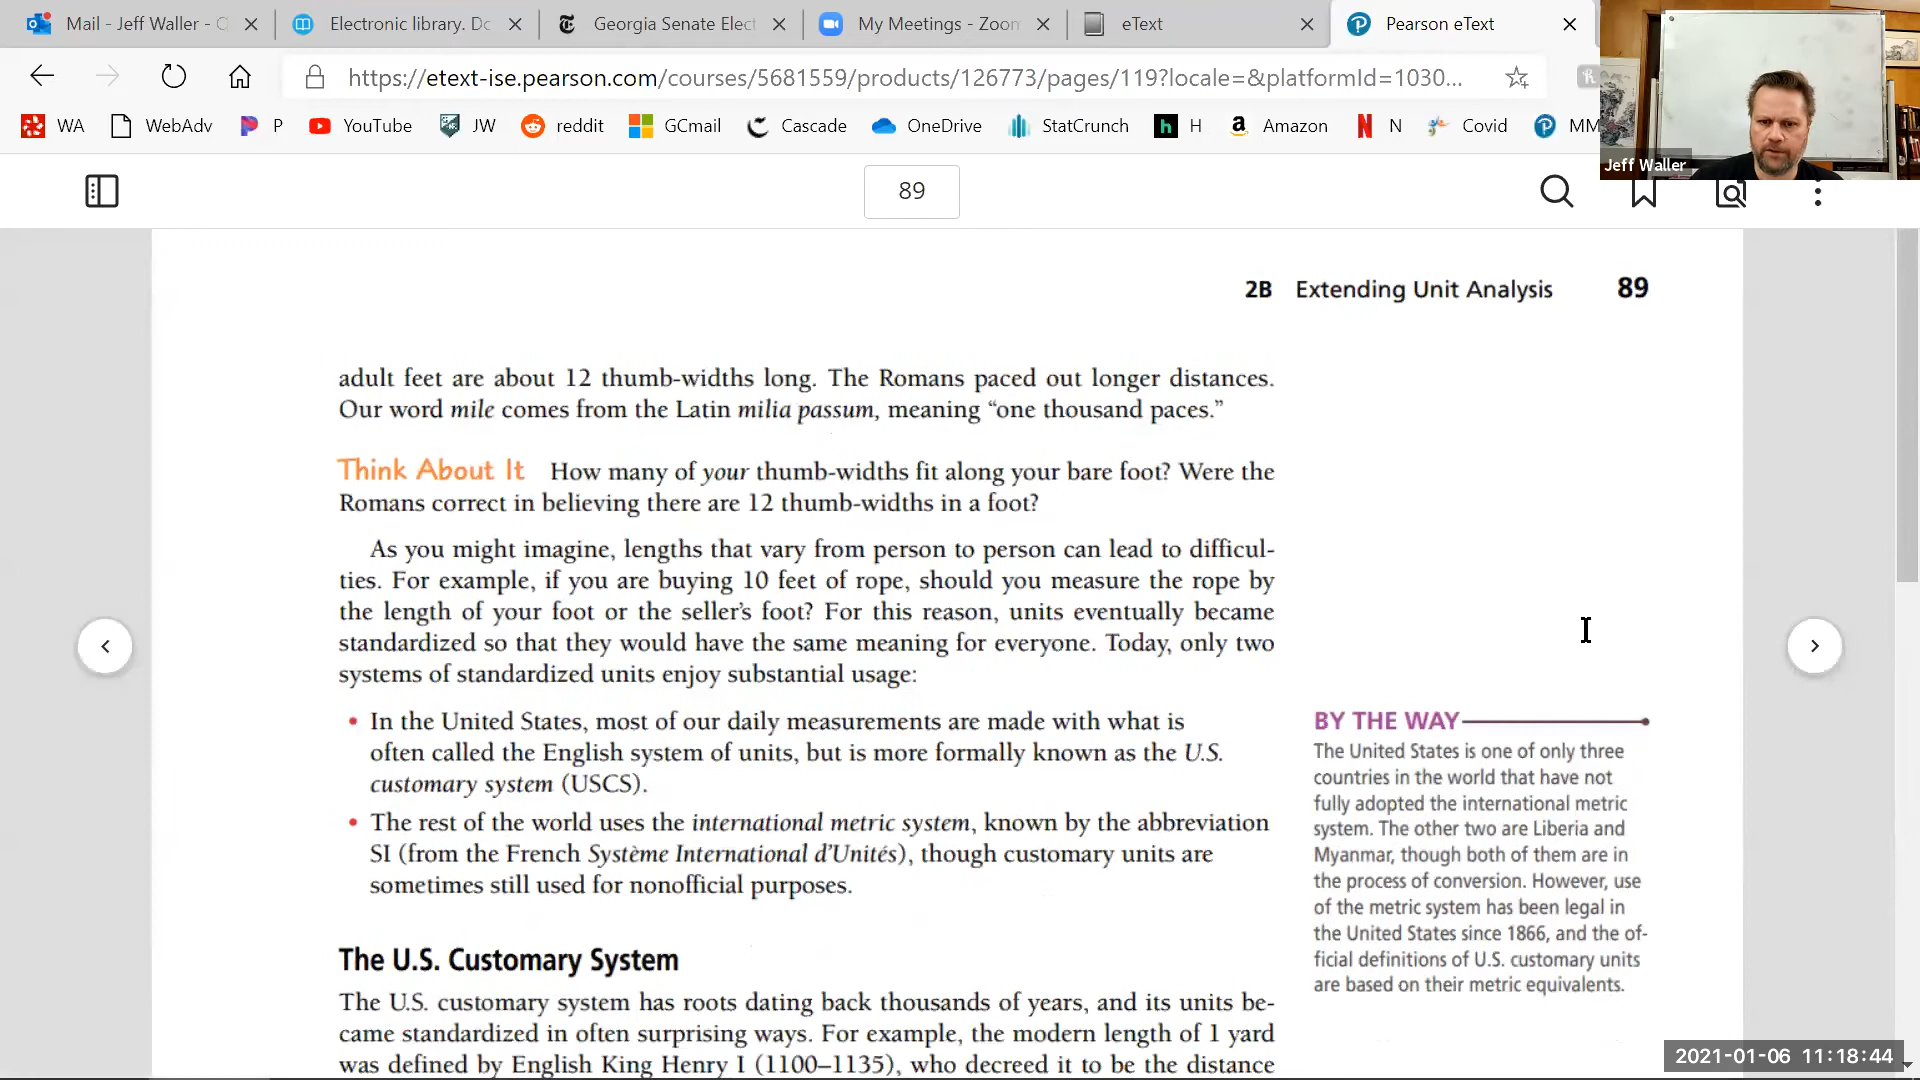 Mail - Jeff Waller - O
Electronic library. Do
Georgia Senate Elect
My Meetings - Zoom
eText
Pearson eText
https://etext-ise.pearson.com/courses/5681559/products/126773/pages/119?locale=&platformId=1030...
WA
WebAdv
P
YouTube
JW
reddit
GCmail
Cascade
OneDrive
StatCrunch
H
Amazon
N
Covid
MM
Jeff Waller
89
2B Extending Unit Analysis 89
adult feet are about 12 thumb-widths long. The Romans paced out longer distances.
Our word mile comes from the Latin milia passum, meaning “one thousand paces.”
Think About It How many of your thumb-widths fit along your bare foot? Were the
Romans correct in believing there are 12 thumb-widths in a foot?
As you might imagine, lengths that vary from person to person can lead to difficul-
ties. For example, if you are buying 10 feet of rope, should you measure the rope by
the length of your foot or the seller’s foot? For this reason, units eventually became
standardized so that they would have the same meaning for everyone. Today, only two
systems of standardized units enjoy substantial usage:
• In the United States, most of our daily measurements are made with what is
often called the English system of units, but is more formally known as the U.S.
customary system (USCS).
• The rest of the world uses the international metric system, known by the abbreviation
SI (from the French Système International d’Unités), though customary units are
sometimes still used for nonofficial purposes.
The U.S. Customary System
The U.S. customary system has roots dating back thousands of years, and its units be-
came standardized in often surprising ways. For example, the modern length of 1 yard
was defined by English King Henry I (1100–1135), who decreed it to be the distance
BY THE WAY
The United States is one of only three
countries in the world that have not
fully adopted the international metric
system. The other two are Liberia and
Myanmar, though both of them are in
the process of conversion. However, use
of the metric system has been legal in
the United States since 1866, and the of-
ficial definitions of U.S. customary units
are based on their metric equivalents.
2021-01-06 11:18:44